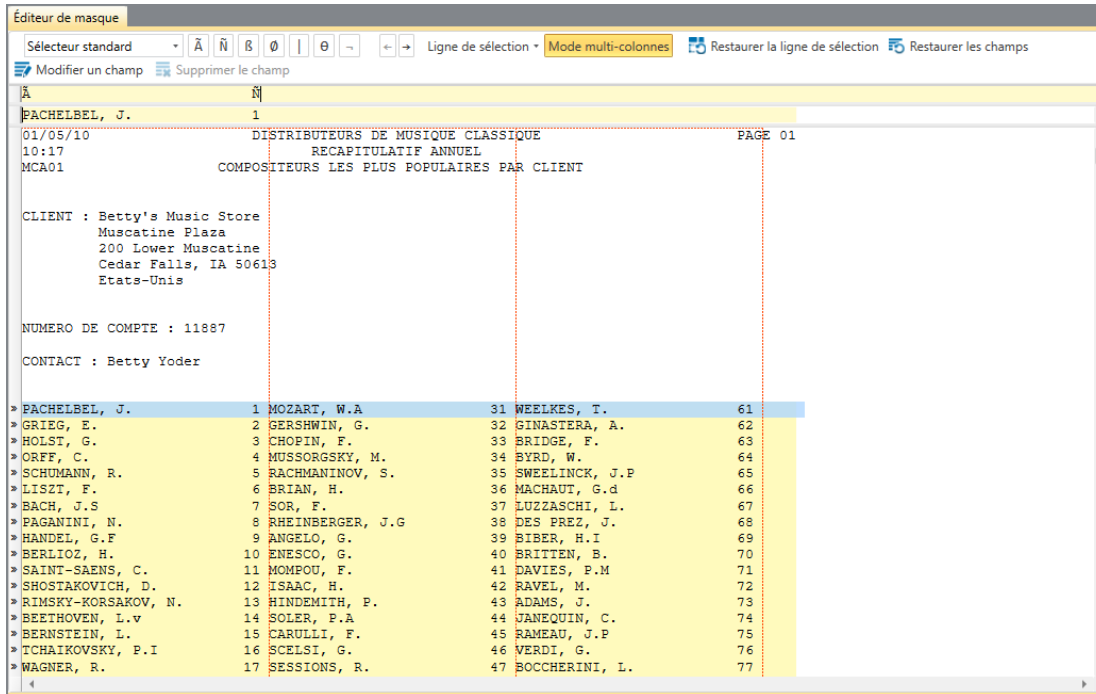 Éditeur de masque
Sélecteur standard Ã Ñ ß Ø | θ ¬ ← → Ligne de sélection Mode multi-colonnes Restaurer la ligne de sélection Restaurer les champs
Modifier un champ Supprimer le champ
Ã Ñ
PACHELBEL, J. 1
01/05/10 DISTRIBUTEURS DE MUSIQUE CLASSIQUE PAGE 01
10:17 RECAPITULATIF ANNUEL
MCA01 COMPOSITEURS LES PLUS POPULAIRES PAR CLIENT
CLIENT : Betty's Music Store
Muscatine Plaza
200 Lower Muscatine
Cedar Falls, IA 50613
Etats-Unis
NUMERO DE COMPTE : 11887
CONTACT : Betty Yoder
» PACHELBEL, J. 1 MOZART, W.A 31 WEELKES, T. 61
» GRIEG, E. 2 GERSHWIN, G. 32 GINASTERA, A. 62
» HOLST, G. 3 CHOPIN, F. 33 BRIDGE, F. 63
» ORFF, C. 4 MUSSORGSKY, M. 34 BYRD, W. 64
» SCHUMANN, R. 5 RACHMANINOV, S. 35 SWEELINCK, J.P 65
» LISZT, F. 6 BRIAN, H. 36 MACHAUT, G.d 66
» BACH, J.S 7 SOR, F. 37 LUZZASCHI, L. 67
» PAGANINI, N. 8 RHEINBERGER, J.G 38 DES PREZ, J. 68
» HANDEL, G.F 9 ANGELO, G. 39 BIBER, H.I 69
» BERLIOZ, H. 10 ENESCO, G. 40 BRITTEN, B. 70
» SAINT-SAENS, C. 11 MOMPOU, F. 41 DAVIES, P.M 71
» SHOSTAKOVICH, D. 12 ISAAC, H. 42 RAVEL, M. 72
» RIMSKY-KORSAKOV, N. 13 HINDEMITH, P. 43 ADAMS, J. 73
» BEETHOVEN, L.v 14 SOLER, P.A 44 JANEQUIN, C. 74
» BERNSTEIN, L. 15 CARULLI, F. 45 RAMEAU, J.P 75
» TCHAIKOVSKY, P.I 16 SCELSI, G. 46 VERDI, G. 76
» WAGNER, R. 17 SESSIONS, R. 47 BOCCHERINI, L. 77